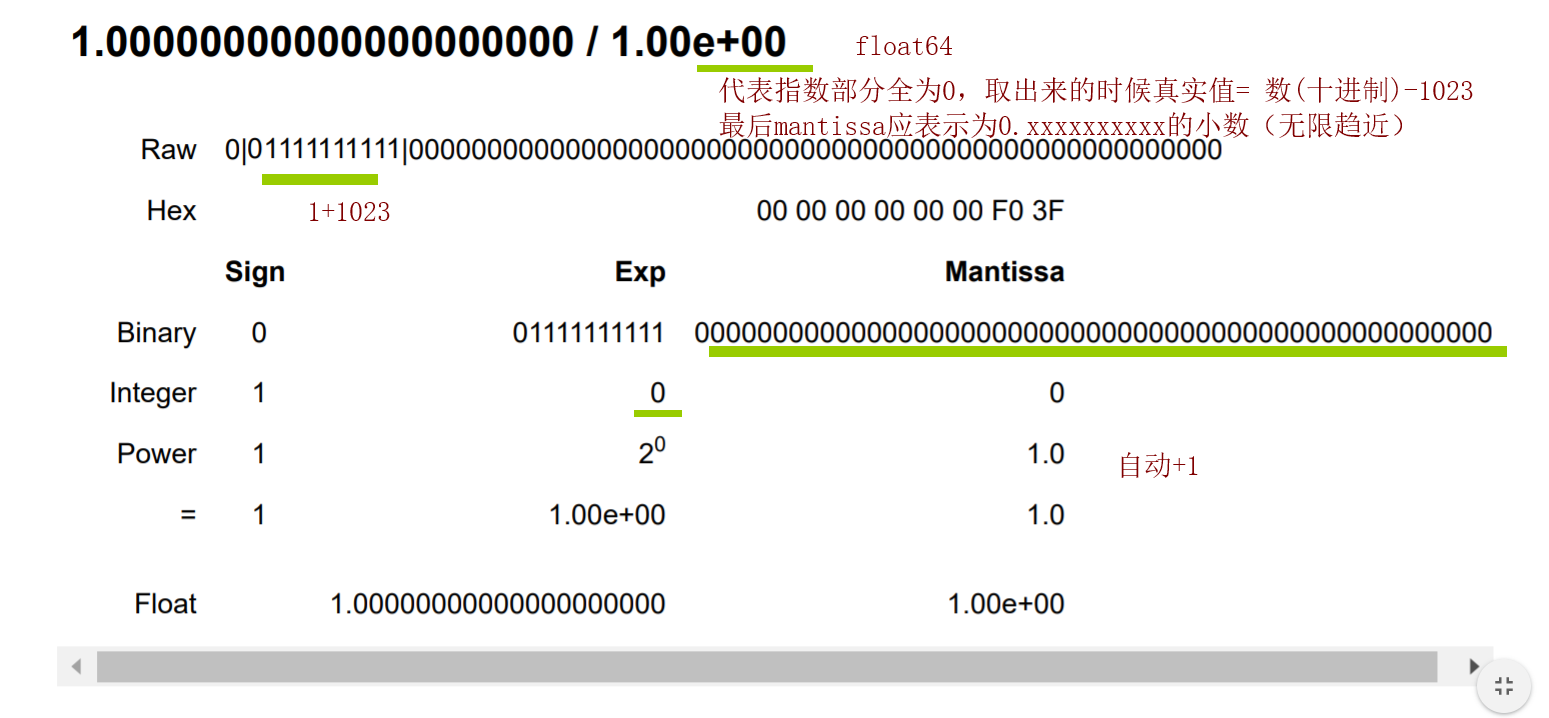 1.00000000000000000000 / 1.00e+00 float64
代表指数部分全为0，取出来的时候真实值= 数(十进制)-1023
最后mantissa应表示为0.xxxxxxxxxx的小数（无限趋近）
Raw 0|01111111111|0000000000000000000000000000000000000000000000000000
Hex 1+1023 00 00 00 00 00 00 F0 3F
Sign Exp Mantissa
Binary 0 01111111111 000000000000000000000000000000000000000000000000000
Integer 1 0 0
Power 1 2⁰ 1.0 自动+1
= 1 1.00e+00 1.0
Float 1.00000000000000000000 1.00e+00